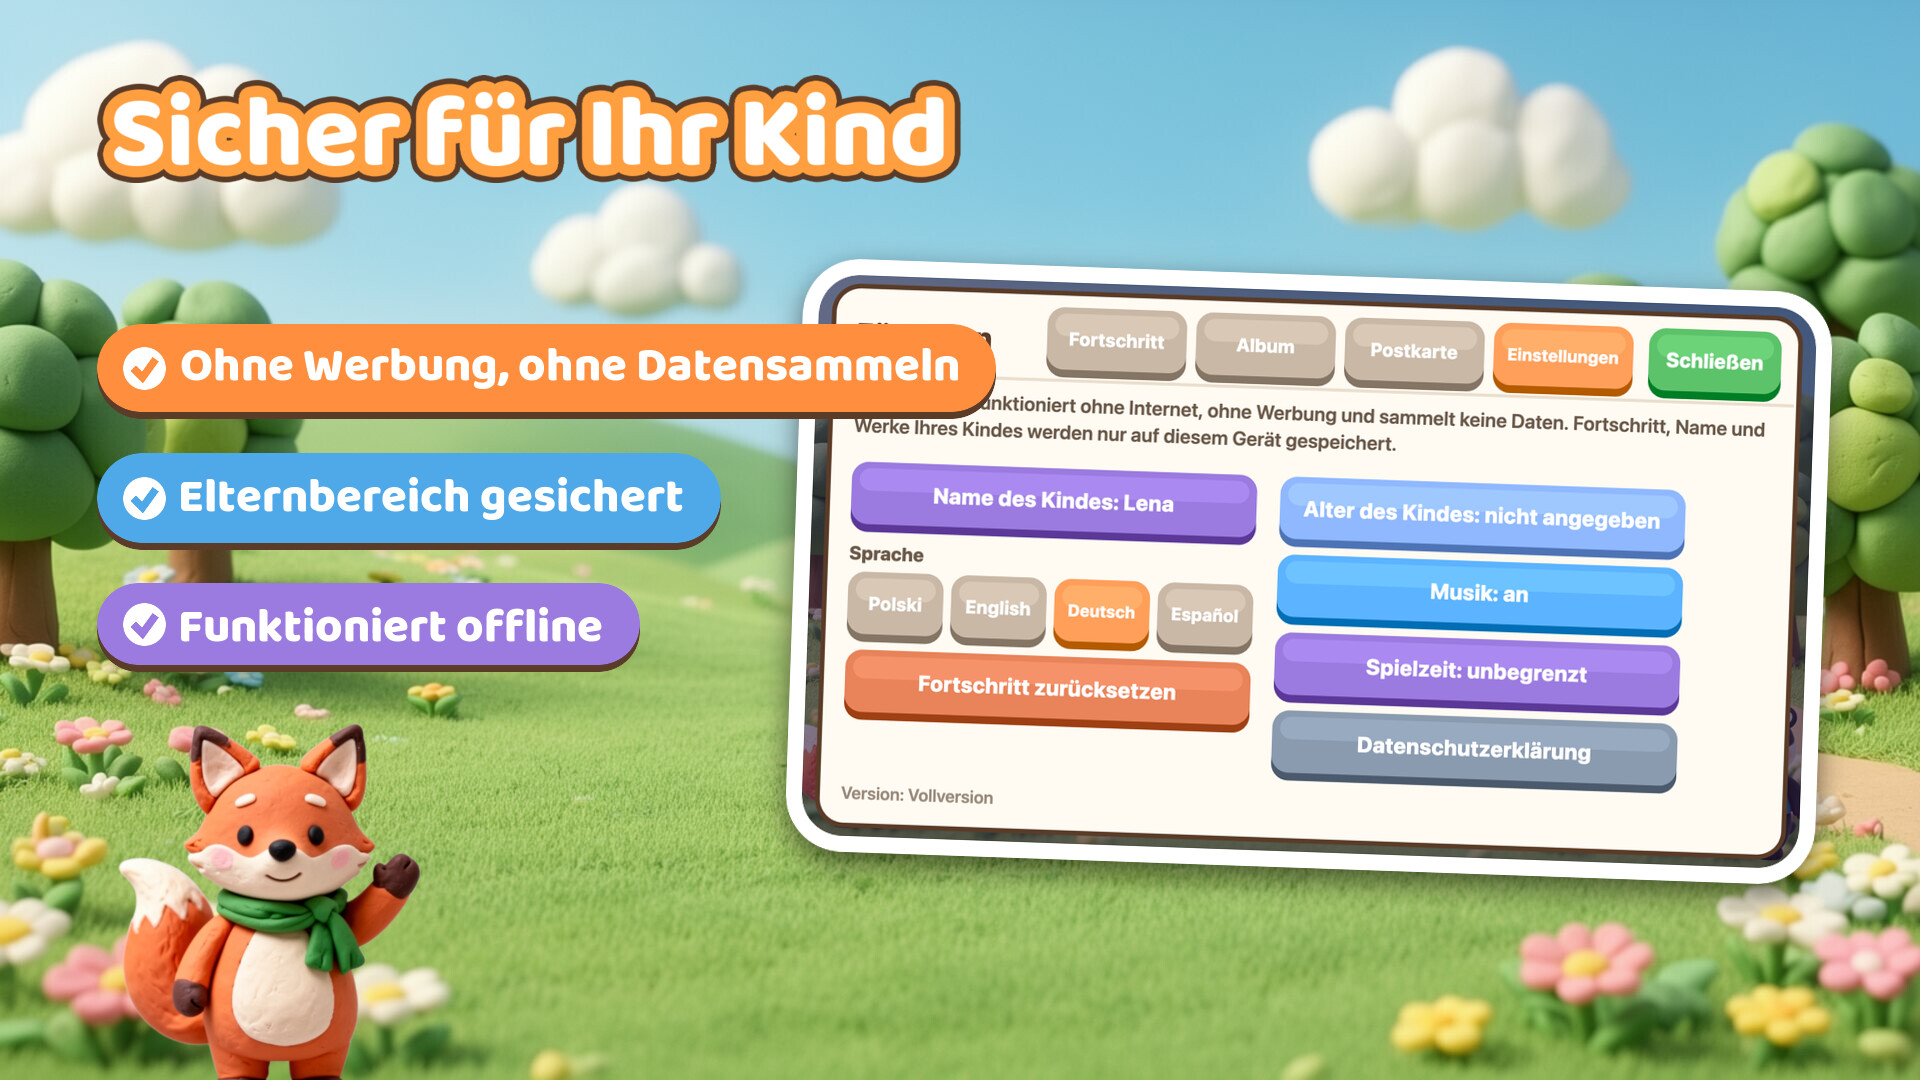 Sicher für Ihr Kind
Ohne Werbung, ohne Datensammeln
Elternbereich gesichert
Funktioniert offline
Fortschritt
Album
Postkarte
Einstellungen
Schließen
ohne Internet, ohne Werbung und sammelt keine Daten. Fortschritt, Name und
Werke Ihres Kindes werden nur auf diesem Gerät gespeichert.
Name des Kindes: Lena
Alter des Kindes: nicht angegeben
Sprache
Polski
English
Deutsch
Español
Musik: an
Spielzeit: unbegrenzt
Fortschritt zurücksetzen
Datenschutzerklärung
Version: Vollversion